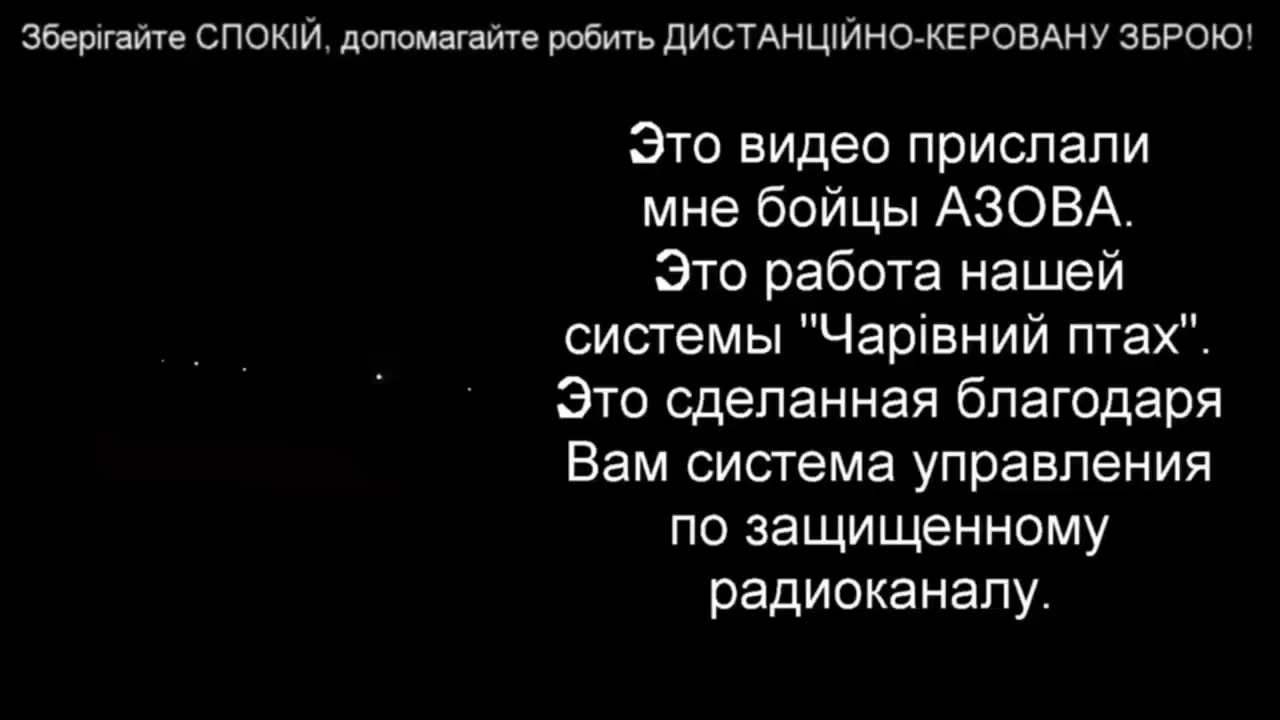 Зберігайте СПОКІЙ, допомагайте робить ДИСТАНЦІЙНО-КЕРОВАНУ ЗБРОЮ!
Это видео прислали
мне бойцы АЗОВА.
Это работа нашей
системы "Чарівний птах".
Это сделанная благодаря
Вам система управления
по защищенному
радиоканалу.